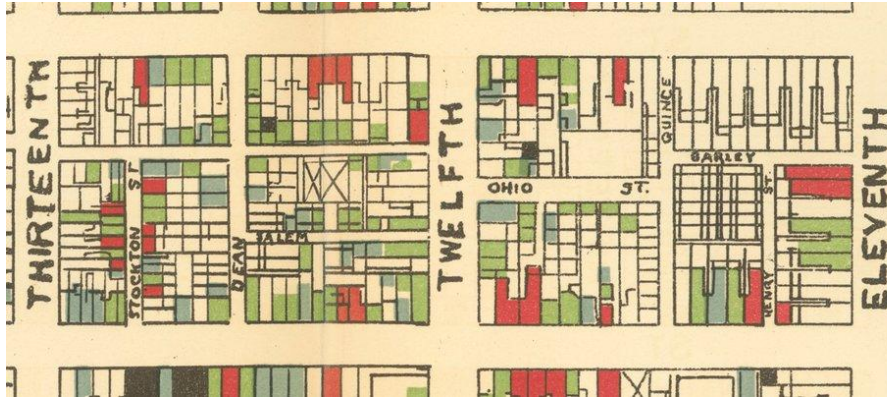 THIRTEENTH
STOCKTON ST
DEAN
SALEM
TWELFTH
OHIO ST.
QUINCE
BARLEY
HENRY ST.
ELEVENTH